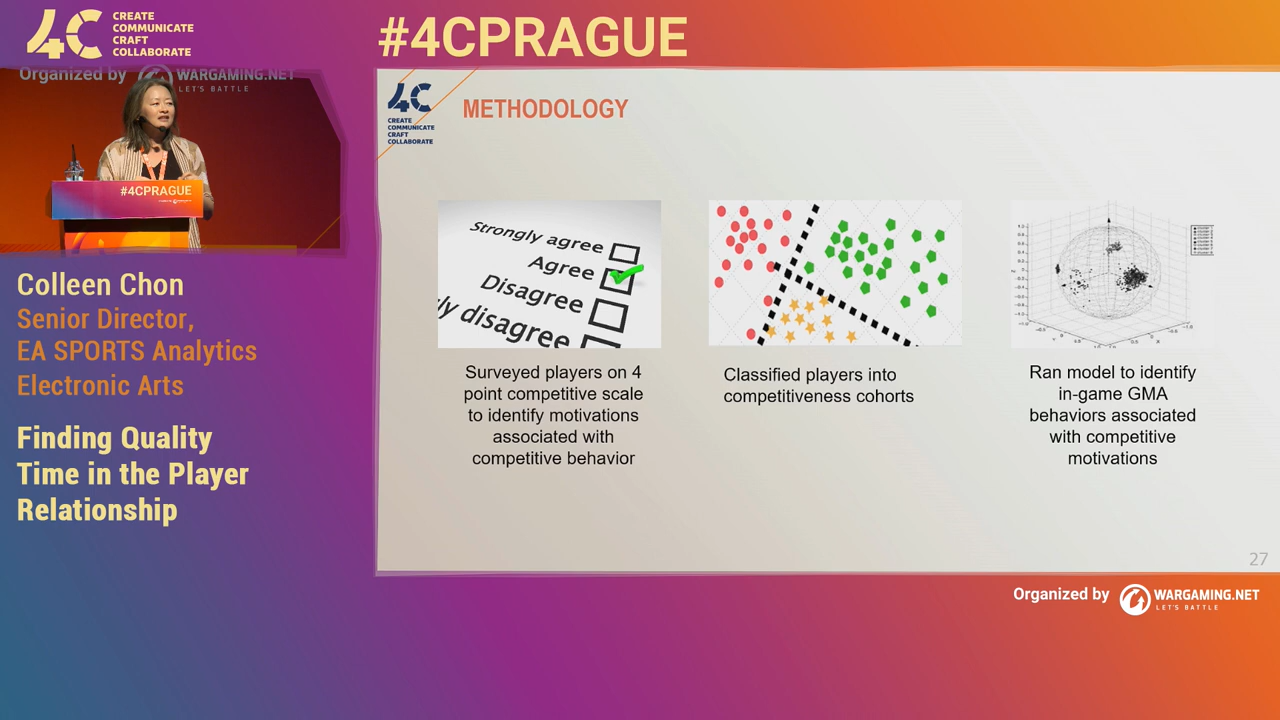 4C
CREATE
COMMUNICATE
CRAFT
COLLABORATE
#4CPRAGUE
Organized by WARGAMING.NET
LET'S BATTLE
#4CPRAGUE
Colleen Chon
Senior Director,
EA SPORTS Analytics
Electronic Arts
Finding Quality
Time in the Player
Relationship
4C
CREATE
COMMUNICATE
CRAFT
COLLABORATE
METHODOLOGY
Strongly agree
Agree
Disagree
ly disagree
Surveyed players on 4
point competitive scale
to identify motivations
associated with
competitive behavior
Classified players into
competitiveness cohorts
Ran model to identify
in-game GMA
behaviors associated
with competitive
motivations
27
Organized by WARGAMING.NET
LET'S BATTLE